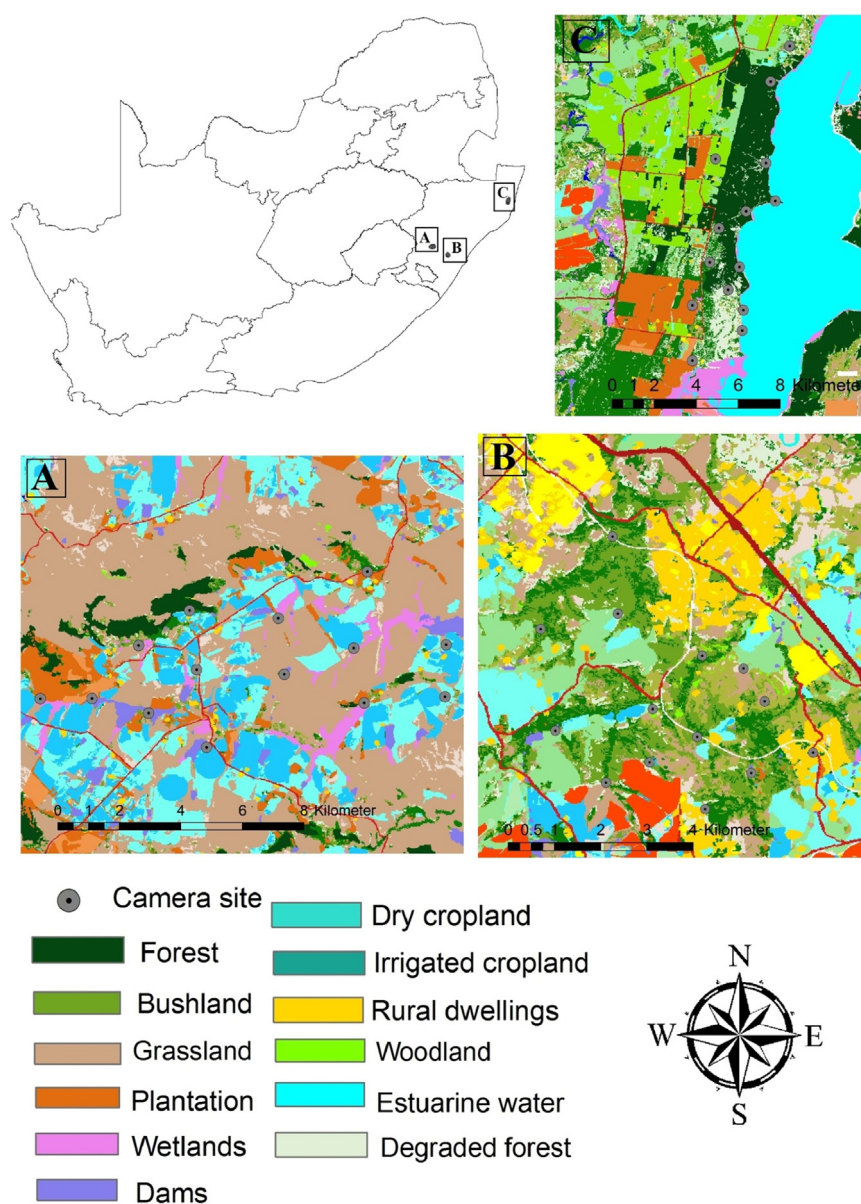 C
A
B
C
0 1 2 4 6 8 Kilometer
A
0 1 2 4 6 8 Kilometer
B
0 0.5 1 2 3 4 Kilometer
Camera site
Forest
Bushland
Grassland
Plantation
Wetlands
Dams
Dry cropland
Irrigated cropland
Rural dwellings
Woodland
Estuarine water
Degraded forest
N
W E
S